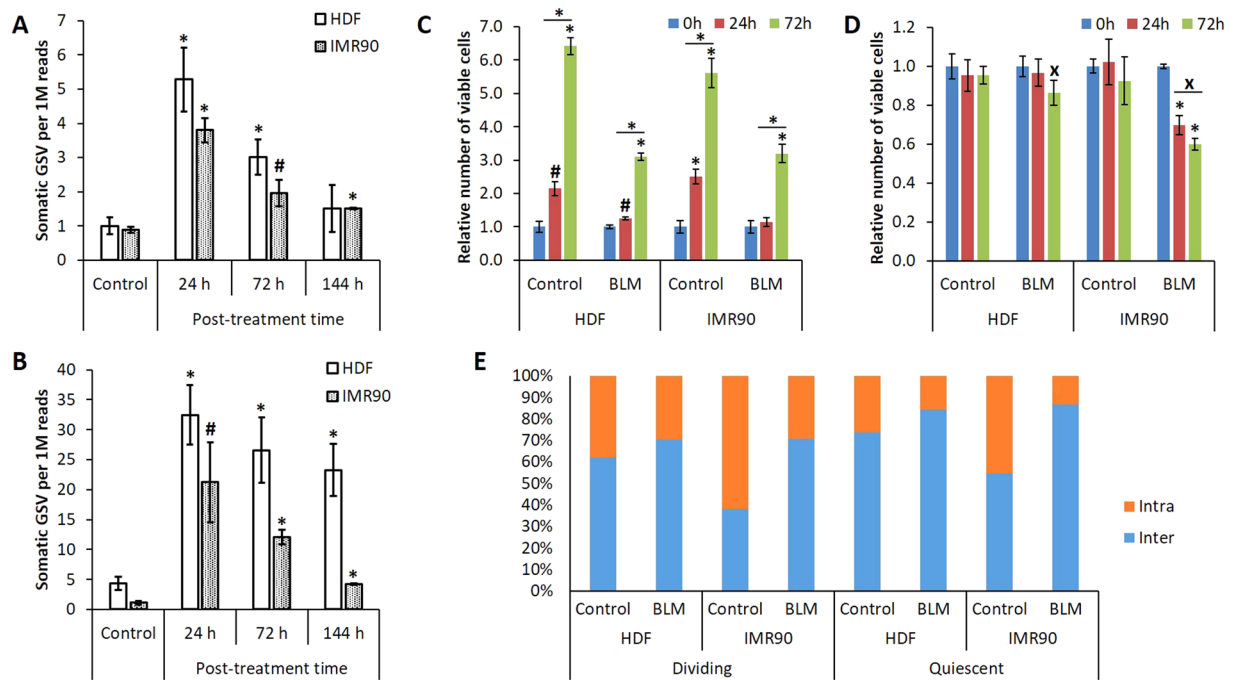 A
Somatic GSV per 1M reads
7
6
5
4
3
2
1
0
HDF
IMR90
*
*
*
#
*
Control
24 h
72 h
144 h
Post-treatment time
B
Somatic GSV per 1M reads
40
35
30
25
20
15
10
5
0
HDF
IMR90
*
#
*
*
*
*
Control
24 h
72 h
144 h
Post-treatment time
C
Relative number of viable cells
7.0
6.0
5.0
4.0
3.0
2.0
1.0
0.0
0h 24h 72h
*
*
#
*
*
#
*
*
*
*
*
Control BLM Control BLM
HDF IMR90
D
Relative number of viable cells
1.2
1.0
0.8
0.6
0.4
0.2
0.0
0h 24h 72h
x
x
*
*
Control BLM Control BLM
HDF IMR90
E
100%
90%
80%
70%
60%
50%
40%
30%
20%
10%
0%
Intra
Inter
Control BLM Control BLM Control BLM Control BLM
HDF IMR90 HDF IMR90
Dividing Quiescent